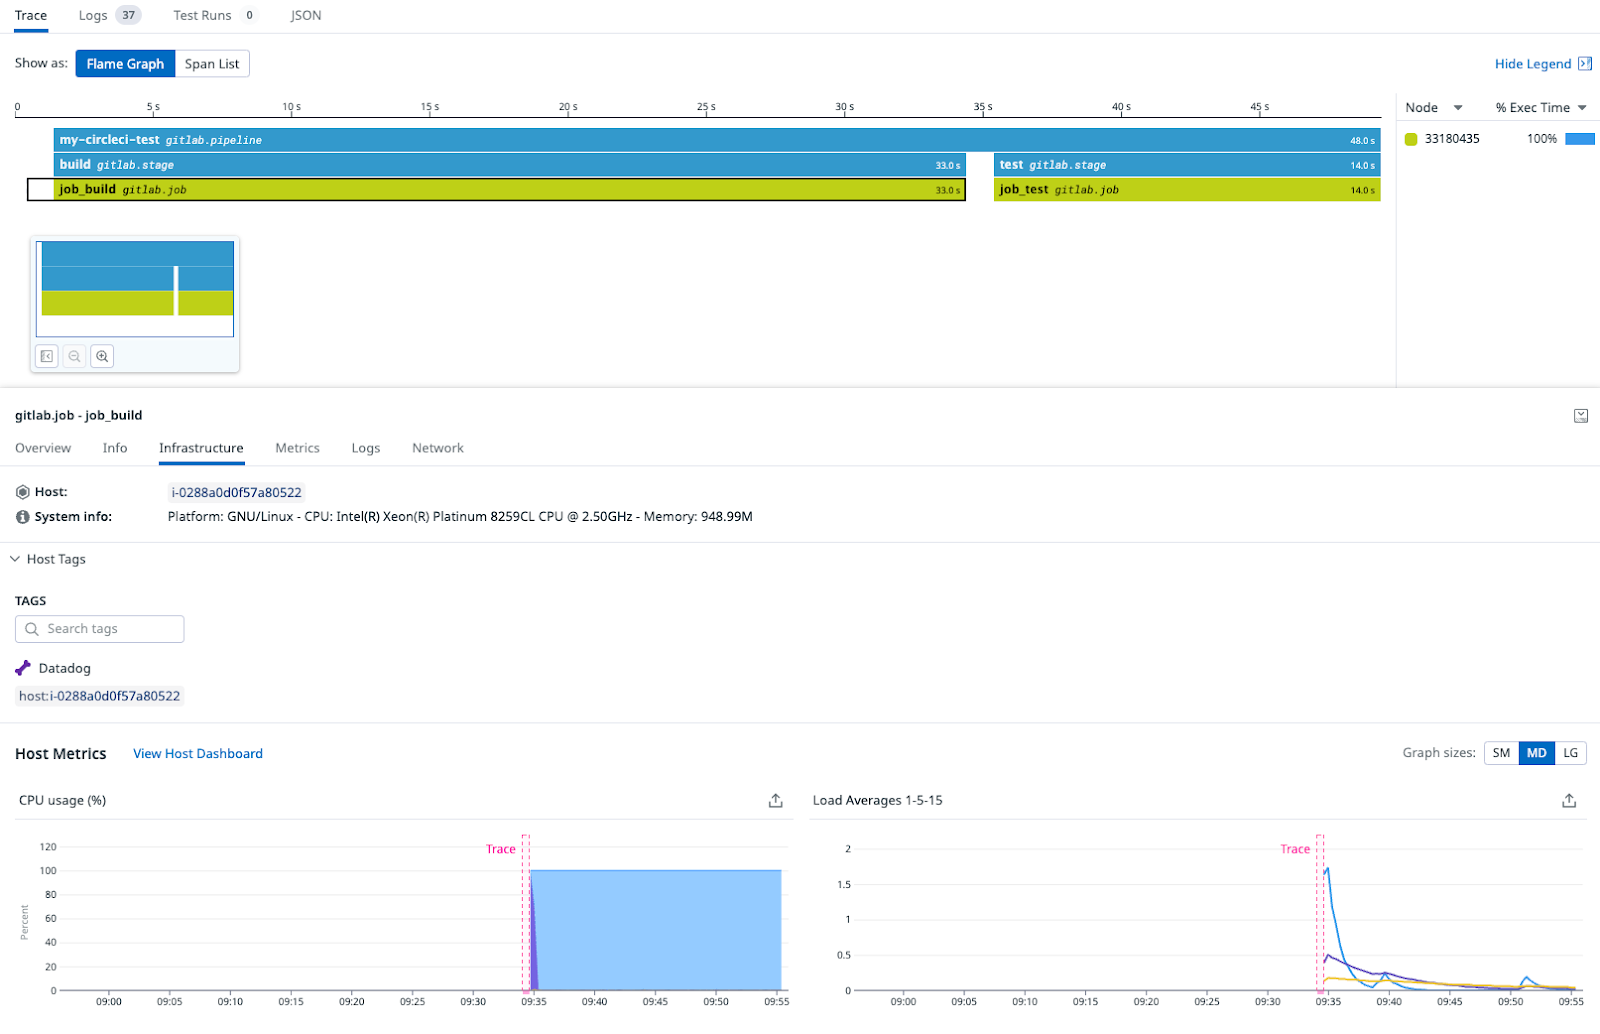 Trace Logs 37 Test Runs 0 JSON
Show as: Flame Graph Span List Hide Legend
0 5 s 10 s 15 s 20 s 25 s 30 s 35 s 40 s 45 s
Node % Exec Time
my-circleci-test gitlab.pipeline 48.0 s
33180435 100%
build gitlab.stage 33.0 s test gitlab.stage 14.0 s
job_build gitlab.job 33.0 s job_test gitlab.job 14.0 s
gitlab.job - job_build
Overview Info Infrastructure Metrics Logs Network
Host: i-0288a0d0f57a80522
System info: Platform: GNU/Linux - CPU: Intel(R) Xeon(R) Platinum 8259CL CPU @ 2.50GHz - Memory: 948.99M
Host Tags
TAGS
Search tags
Datadog
host:i-0288a0d0f57a80522
Host Metrics View Host Dashboard Graph sizes: SM MD LG
CPU usage (%)
Trace
Percent
120
100
80
60
40
20
0
09:00 09:05 09:10 09:15 09:20 09:25 09:30 09:35 09:40 09:45 09:50 09:55
Load Averages 1-5-15
Trace
2
1.5
1
0.5
0
09:00 09:05 09:10 09:15 09:20 09:25 09:30 09:35 09:40 09:45 09:50 09:55